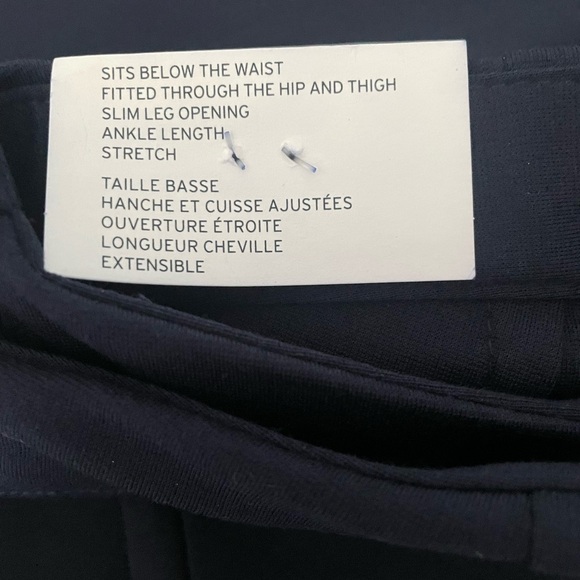 SITS BELOW THE WAIST
FITTED THROUGH THE HIP AND THIGH
SLIM LEG OPENING
ANKLE LENGTH
STRETCH
TAILLE BASSE
HANCHE ET CUISSE AJUSTÉES
OUVERTURE ÉTROITE
LONGUEUR CHEVILLE
EXTENSIBLE